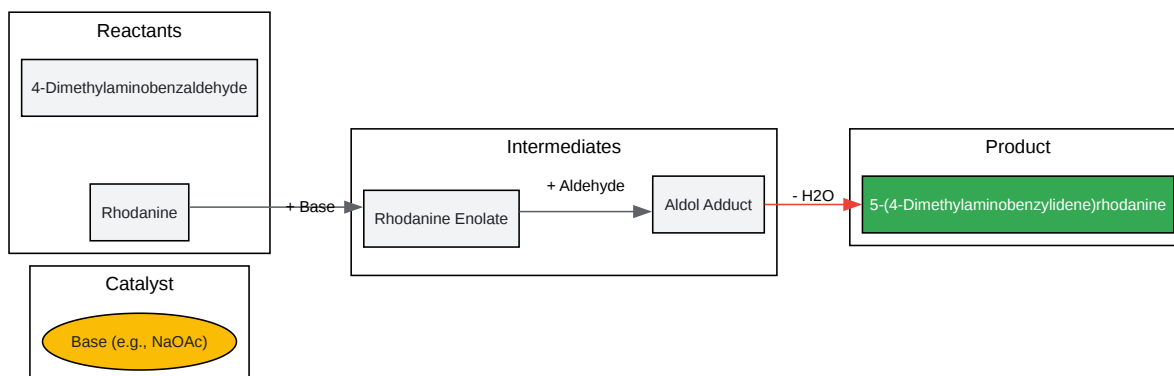 Reactants
4-Dimethylaminobenzaldehyde
Rhodanine
+ Base
Catalyst
Base (e.g., NaOAc)
Intermediates
Rhodanine Enolate
+ Aldehyde
Aldol Adduct
- H2O
Product
5-(4-Dimethylaminobenzylidene)rhodanine